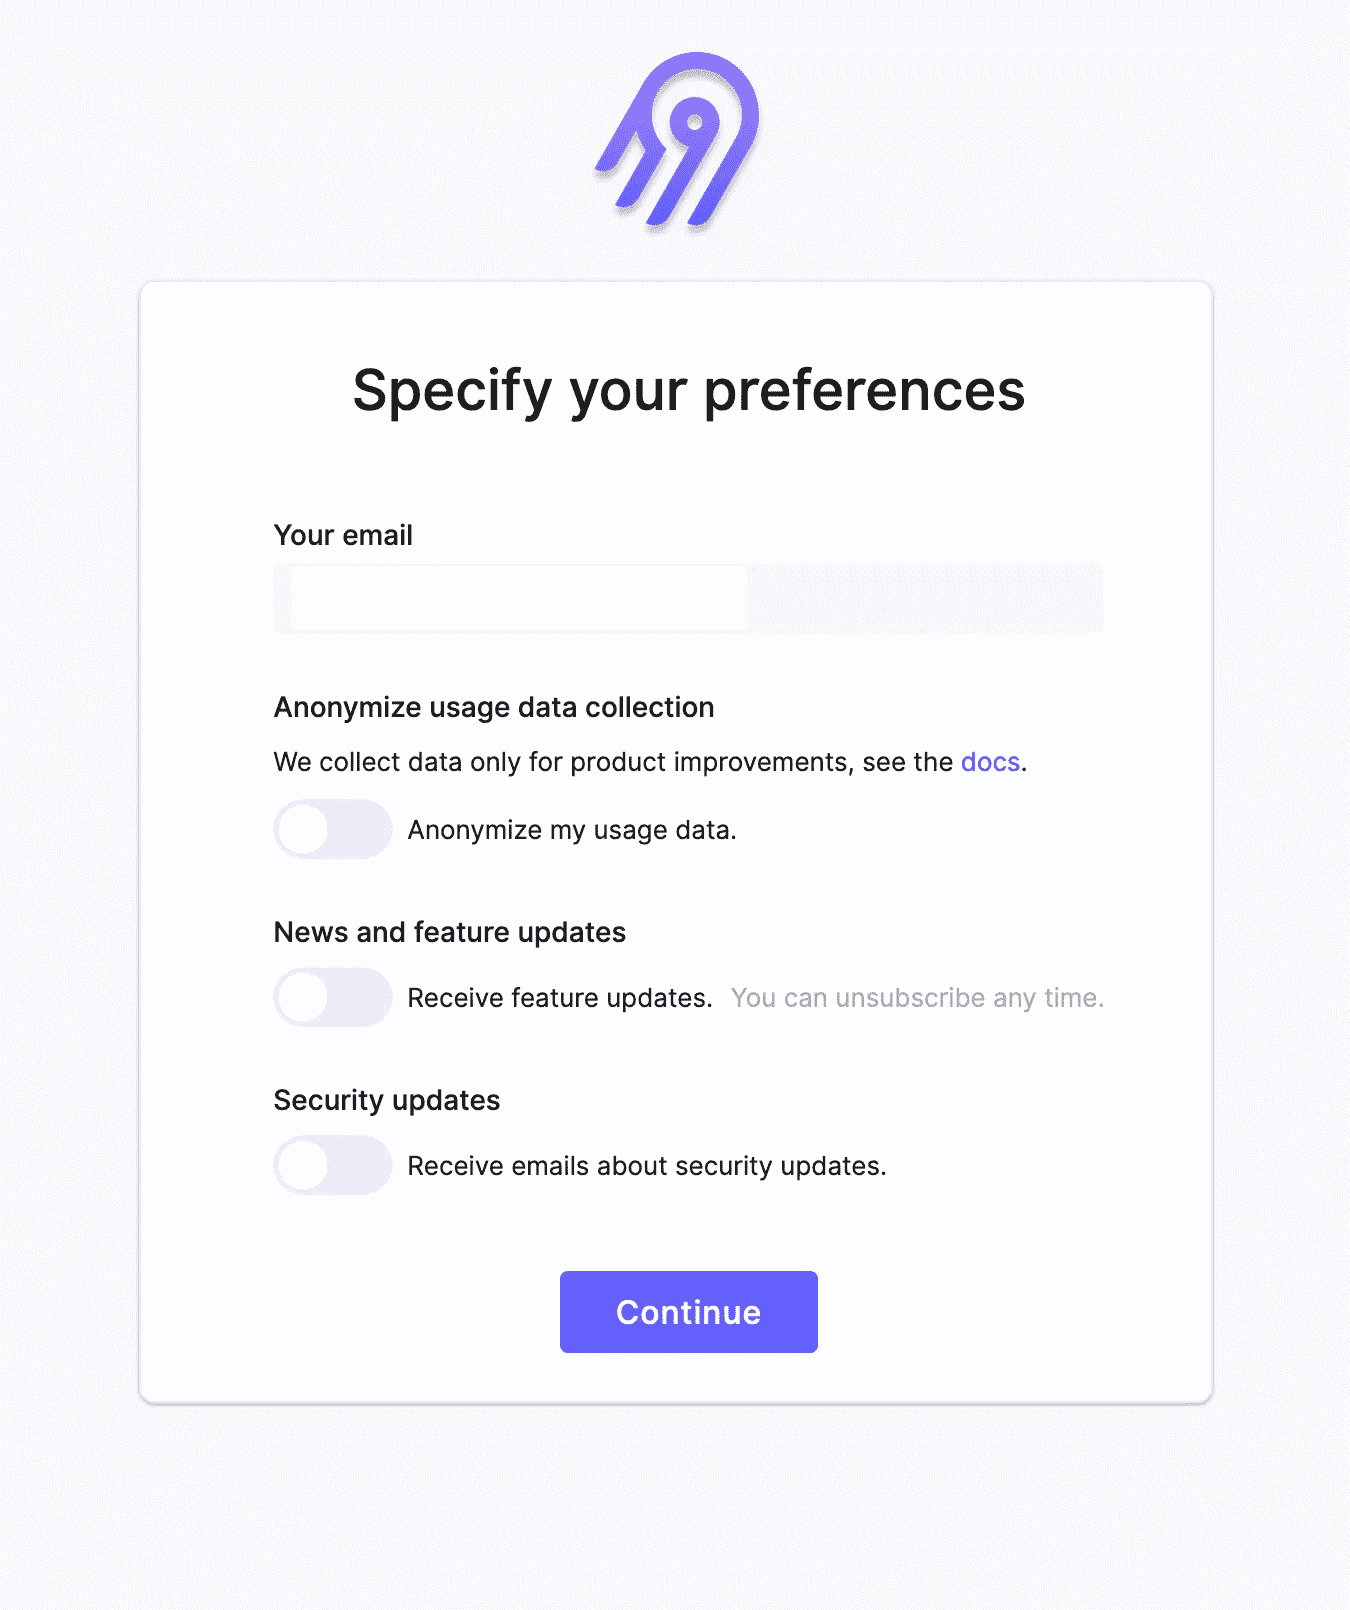 Specify your preferences
Your email
Anonymize usage data collection
We collect data only for product improvements, see the docs.
Anonymize my usage data.
News and feature updates
Receive feature updates. You can unsubscribe any time.
Security updates
Receive emails about security updates.
Continue